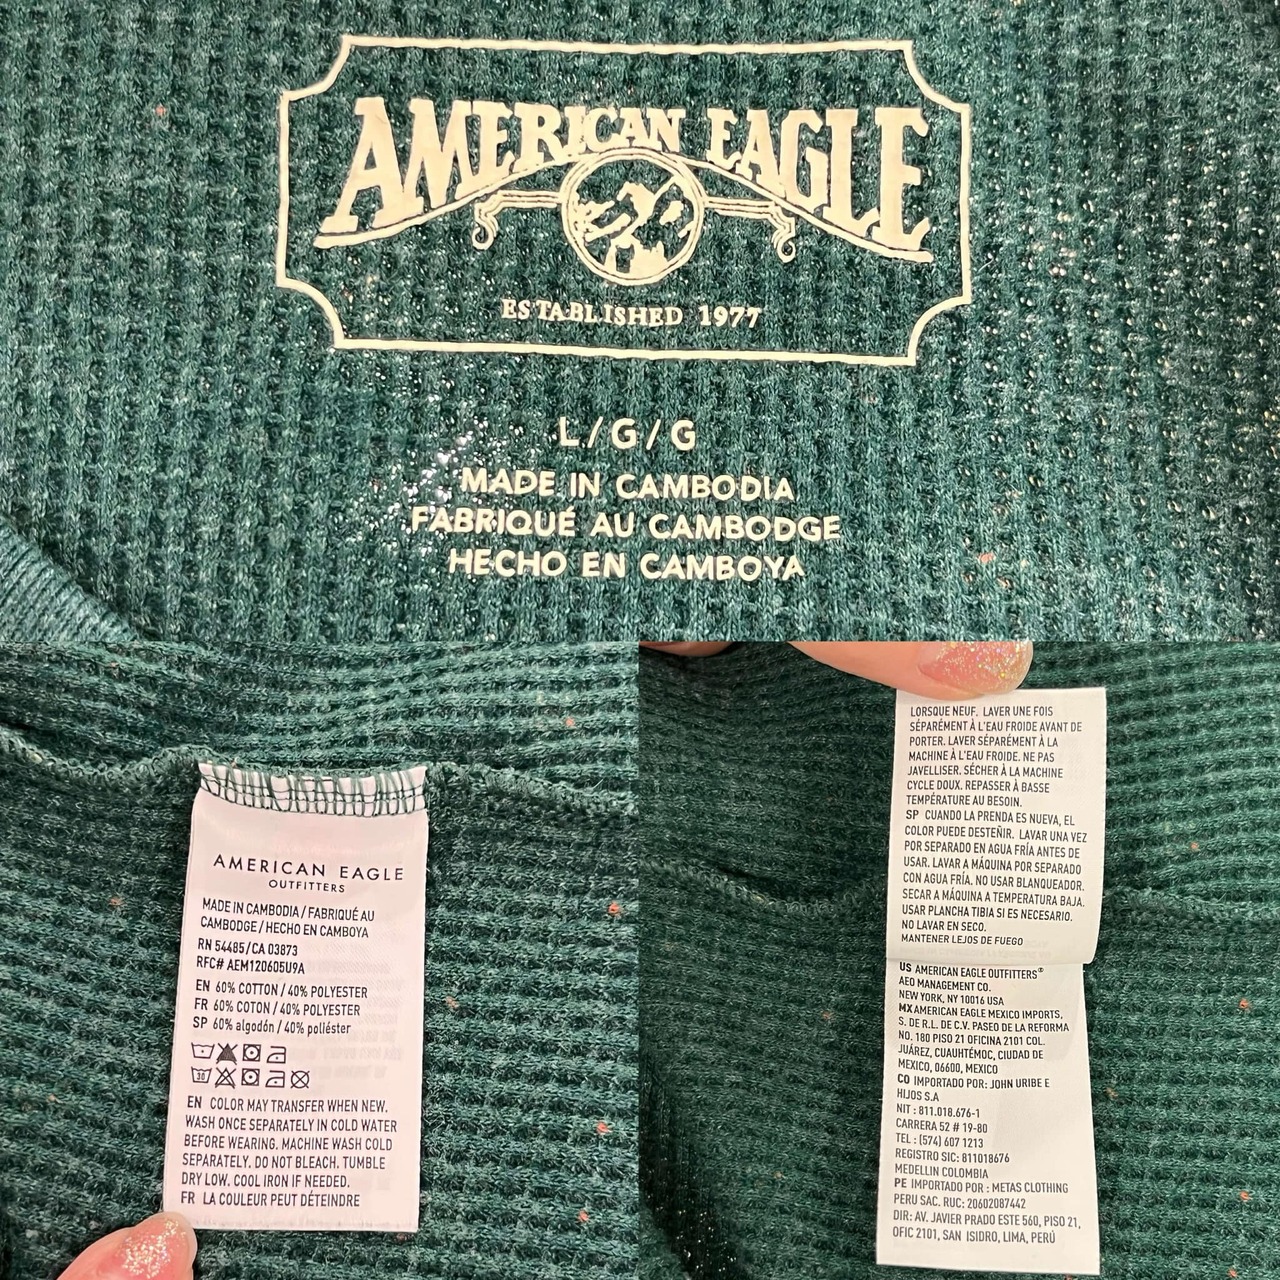 AMERICAN EAGLE
ESTABLISHED 1977
L/G/G
MADE IN CAMBODIA
FABRIQUÉ AU CAMBODGE
HECHO EN CAMBOYA
AMERICAN EAGLE
OUTFITTERS
MADE IN CAMBODIA / FABRIQUÉ AU
CAMBODGE / HECHO EN CAMBOYA
RN 54485/CA 03873
RFC# AEM120605U9A
EN 60% COTTON / 40% POLYESTER
FR 60% COTON / 40% POLYESTER
SP 60% algodón / 40% poliéster
30
EN COLOR MAY TRANSFER WHEN NEW.
WASH ONCE SEPARATELY IN COLD WATER
BEFORE WEARING. MACHINE WASH COLD
SEPARATELY. DO NOT BLEACH. TUMBLE
DRY LOW. COOL IRON IF NEEDED.
FR LA COULEUR PEUT DÉTEINDRE
LORSQUE NEUF. LAVER UNE FOIS
SÉPARÉMENT À L'EAU FROIDE AVANT DE
PORTER. LAVER SÉPARÉMENT À LA
MACHINE À L'EAU FROIDE. NE PAS
JAVELLISER. SÉCHER À LA MACHINE
CYCLE DOUX. REPASSER À BASSE
TEMPÉRATURE AU BESOIN.
SP CUANDO LA PRENDA ES NUEVA, EL
COLOR PUEDE DESTEÑIR. LAVAR UNA VEZ
POR SEPARADO EN AGUA FRÍA ANTES DE
USAR. LAVAR A MÁQUINA POR SEPARADO
CON AGUA FRÍA. NO USAR BLANQUEADOR.
SECAR A MÁQUINA A TEMPERATURA BAJA.
USAR PLANCHA TIBIA SI ES NECESARIO.
NO LAVAR EN SECO.
MANTENER LEJOS DE FUEGO
US AMERICAN EAGLE OUTFITTERS®
AEO MANAGEMENT CO.
NEW YORK, NY 10016 USA
MX AMERICAN EAGLE MEXICO IMPORTS,
S. DE R.L. DE C.V. PASEO DE LA REFORMA
NO. 180 PISO 21 OFICINA 2101 COL.
JUÁREZ, CUAUHTÉMOC, CIUDAD DE
MEXICO, 06600, MEXICO
CO IMPORTADO POR: JOHN URIBE E
HIJOS S.A
NIT : 811.018.676-1
CARRERA 52 # 19-80
TEL : (574) 607 1213
REGISTRO SIC: 811018676
MEDELLIN COLOMBIA
PE IMPORTADO POR : METAS CLOTHING
PERU SAC. RUC: 20602087442
DIR: AV. JAVIER PRADO ESTE 560, PISO 21,
OFIC 2101, SAN ISIDRO, LIMA, PERÚ